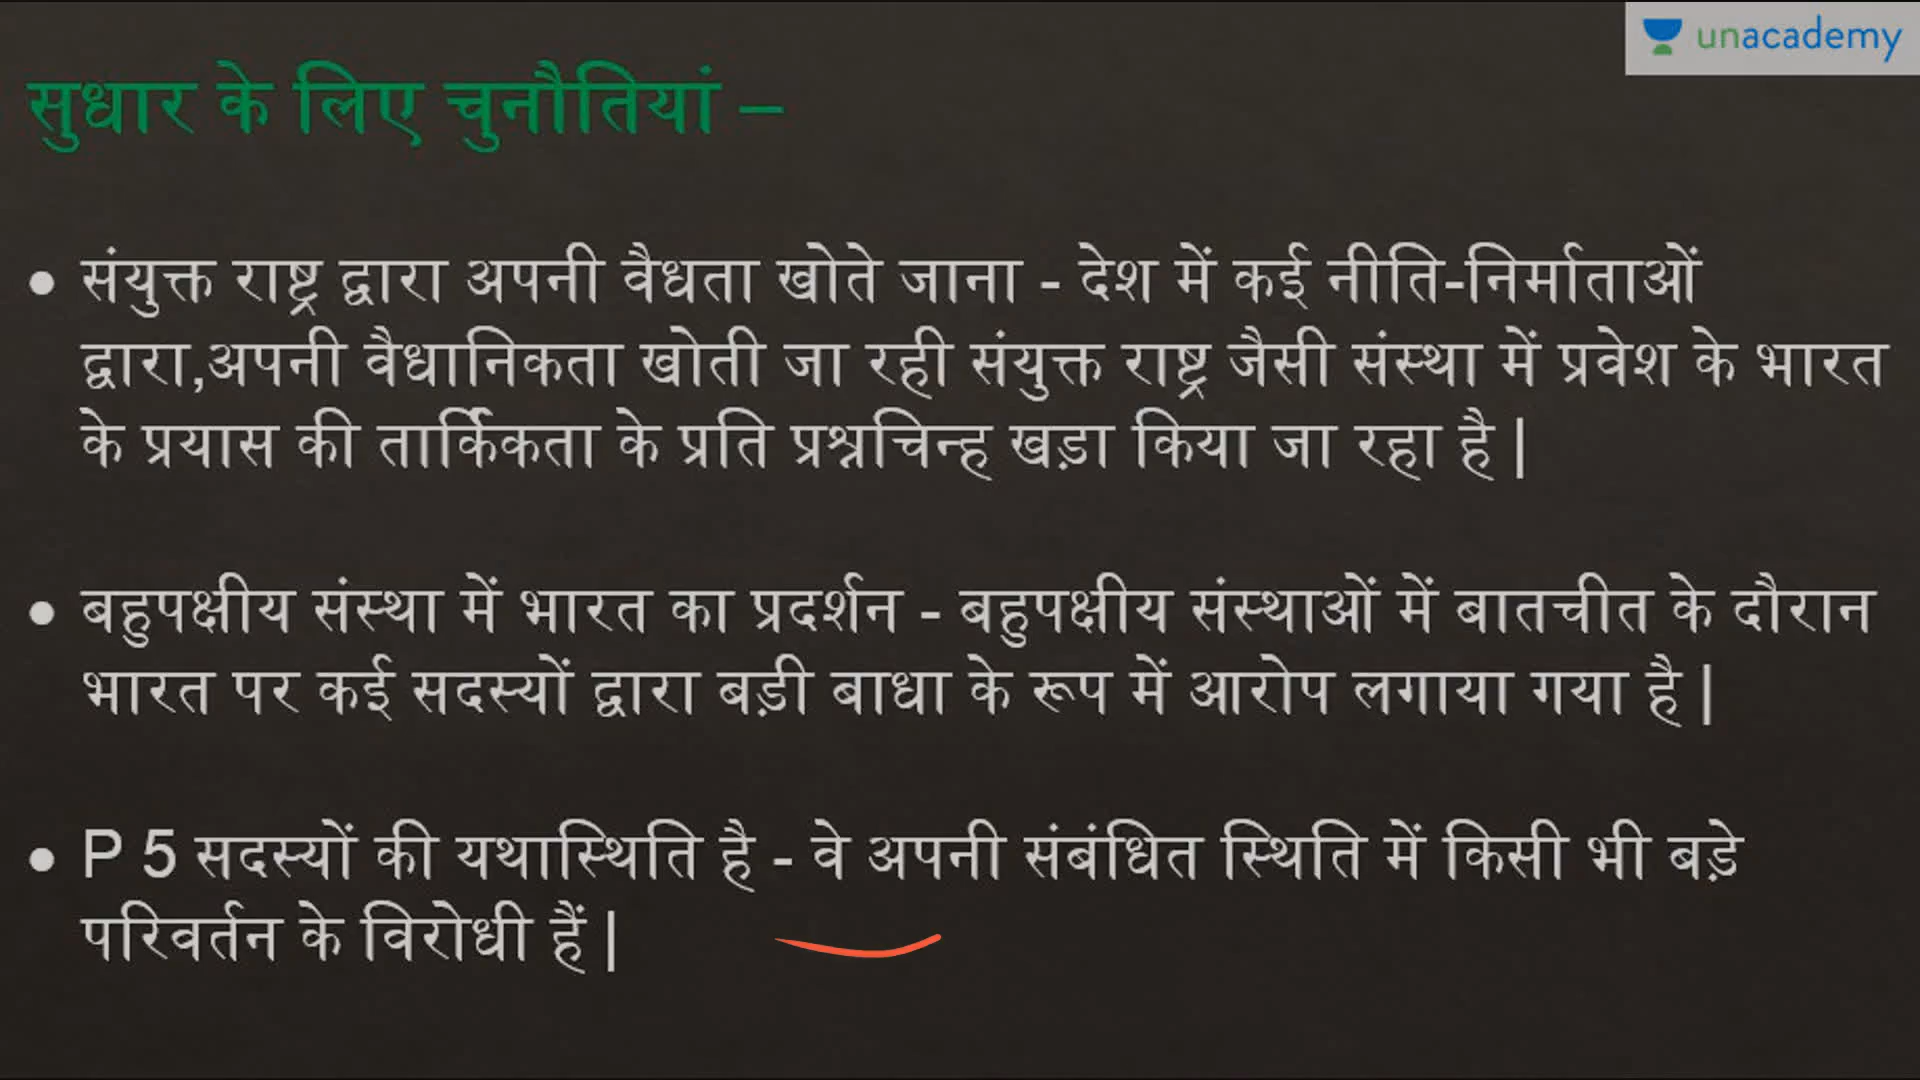 unacademy
सुधार के लिए चुनौतियां –
• संयुक्त राष्ट्र द्वारा अपनी वैधता खोते जाना - देश में कई नीति-निर्माताओं
द्वारा,अपनी वैधानिकता खोती जा रही संयुक्त राष्ट्र जैसी संस्था में प्रवेश के भारत
के प्रयास की तार्किकता के प्रति प्रश्नचिन्ह खड़ा किया जा रहा है |
• बहुपक्षीय संस्था में भारत का प्रदर्शन - बहुपक्षीय संस्थाओं में बातचीत के दौरान
भारत पर कई सदस्यों द्वारा बड़ी बाधा के रूप में आरोप लगाया गया है |
• P 5 सदस्यों की यथास्थिति है - वे अपनी संबंधित स्थिति में किसी भी बड़े
परिवर्तन के विरोधी हैं |